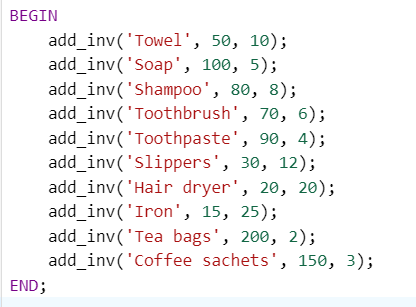 BEGIN
add_inv('Towel', 50, 10);
add_inv('Soap', 100, 5);
add_inv('Shampoo', 80, 8);
add_inv('Toothbrush', 70, 6);
add_inv('Toothpaste', 90, 4);
add_inv('Slippers', 30, 12);
add_inv('Hair dryer', 20, 20);
add_inv('Iron', 15, 25);
add_inv('Tea bags', 200, 2);
add_inv('Coffee sachets', 150, 3);
END;